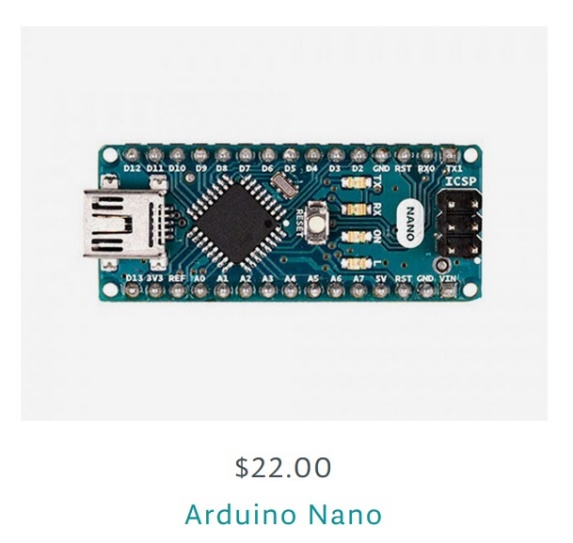 D12 D11 D10 D9 D8 D7 D6 D5 D4 D3 D2 GND RST RX0 TX1
ICSP
TX
RX
ON
L
RESET
NANO
D13 3V3 REF A0 A1 A2 A3 A4 A5 A6 A7 5V RST GND VIN
$22.00
Arduino Nano